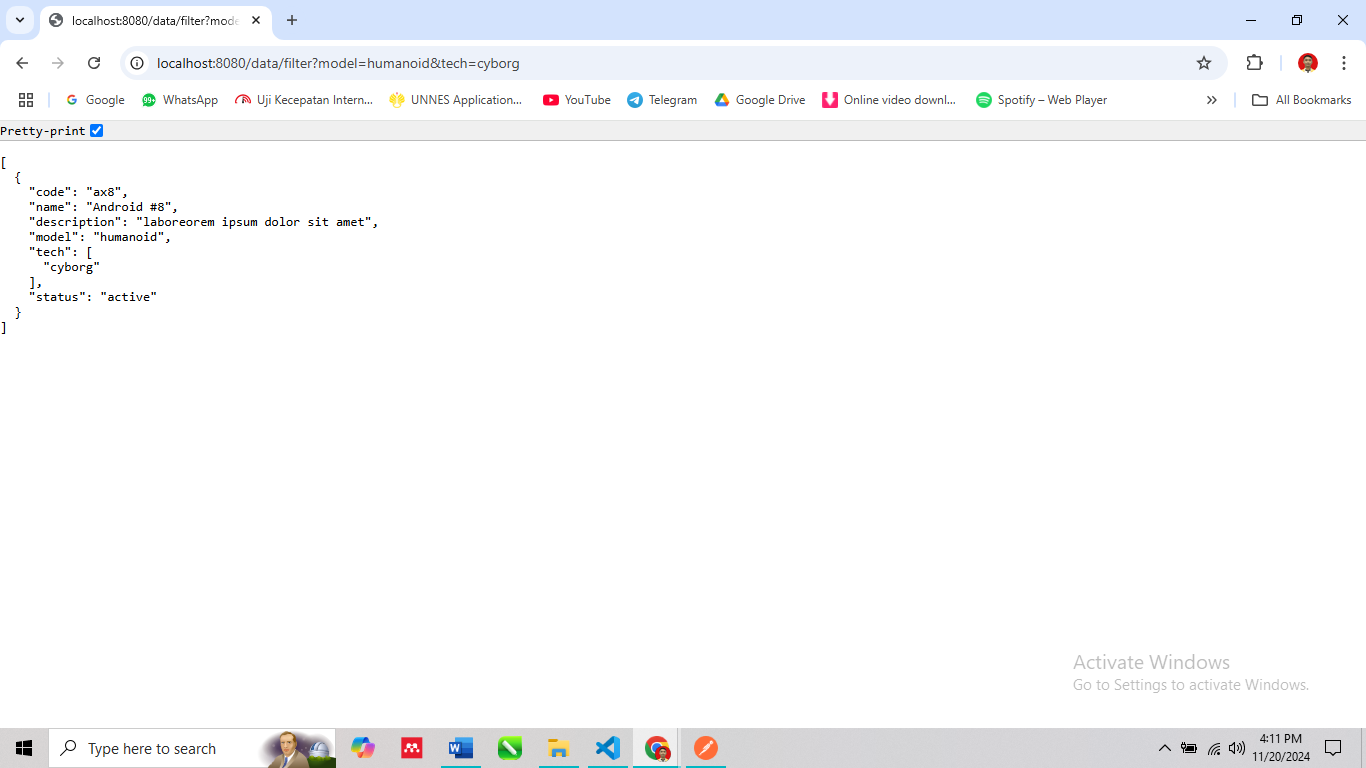 localhost:8080/data/filter?mode
localhost:8080/data/filter?model=humanoid&tech=cyborg
Google
99+ WhatsApp
Uji Kecepatan Intern...
UNNES Application...
YouTube
Telegram
Google Drive
Online video downl...
Spotify – Web Player
All Bookmarks
Pretty-print
[
  {
    "code": "ax8",
    "name": "Android #8",
    "description": "laboreorem ipsum dolor sit amet",
    "model": "humanoid",
    "tech": [
      "cyborg"
    ],
    "status": "active"
  }
]
Activate Windows
Go to Settings to activate Windows.
Type here to search
4:11 PM
11/20/2024